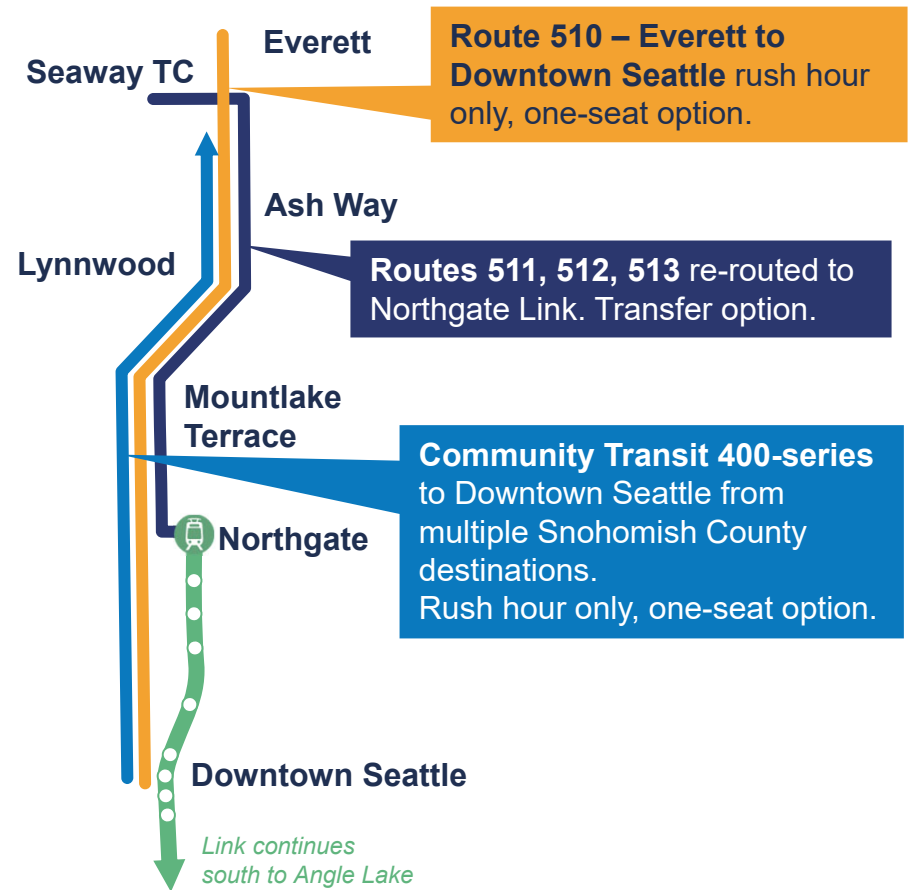 Everett
Seaway TC
Route 510 – Everett to
Downtown Seattle rush hour
only, one-seat option.
Ash Way
Lynnwood
Routes 511, 512, 513 re-routed to
Northgate Link. Transfer option.
Mountlake
Terrace
Community Transit 400-series
to Downtown Seattle from
multiple Snohomish County
destinations.
Rush hour only, one-seat option.
Northgate
Downtown Seattle
Link continues
south to Angle Lake